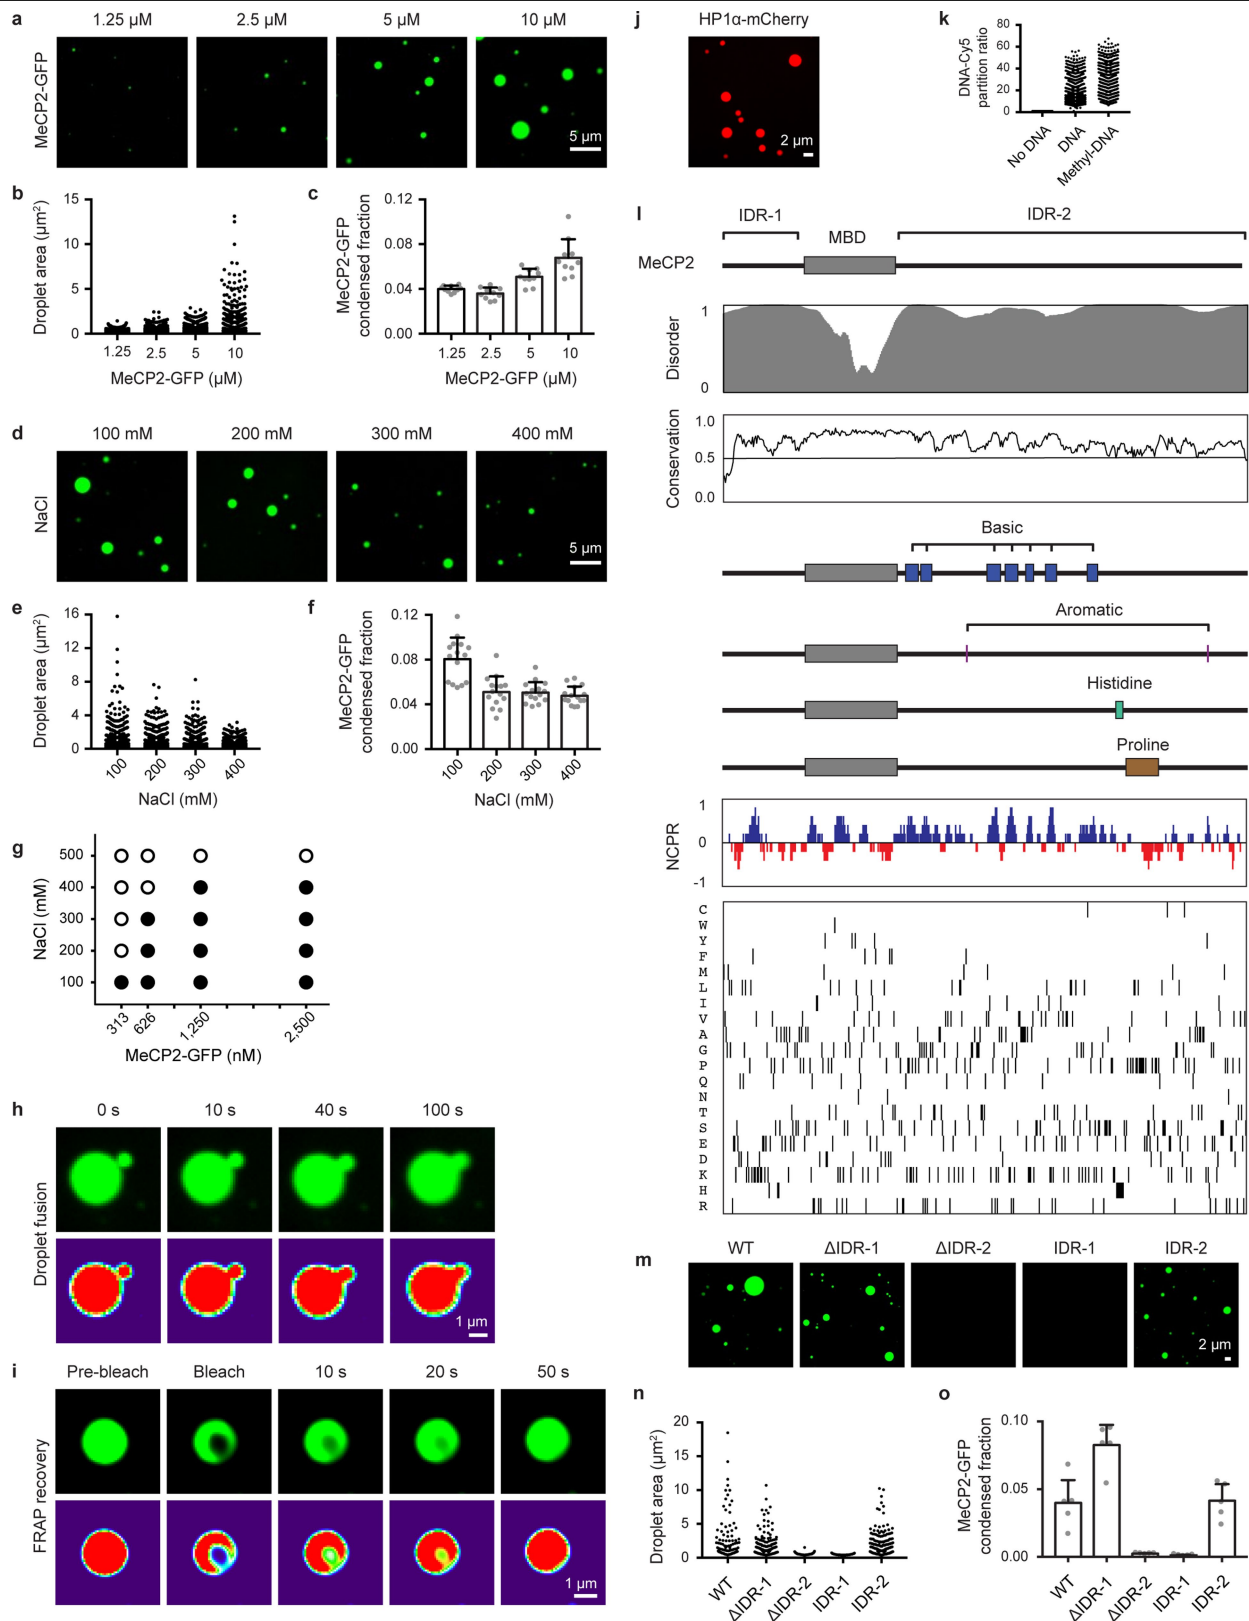 a
1.25 µM 2.5 µM 5 µM 10 µM
MeCP2-GFP
5 µm
b
Droplet area (µm²)
15
10
5
0
1.25 2.5 5 10
MeCP2-GFP (µM)
c
MeCP2-GFP
condensed fraction
0.12
0.08
0.04
0.00
1.25 2.5 5 10
MeCP2-GFP (µM)
d
100 mM 200 mM 300 mM 400 mM
NaCl
5 µm
e
Droplet area (µm²)
16
12
8
4
0
100 200 300 400
NaCl (mM)
f
MeCP2-GFP
condensed fraction
0.12
0.08
0.04
0.00
100 200 300 400
NaCl (mM)
g
NaCl (mM)
500
400
300
200
100
313 626 1,250 2,500
MeCP2-GFP (nM)
h
0 s 10 s 40 s 100 s
Droplet fusion
1 µm
i
Pre-bleach Bleach 10 s 20 s 50 s
FRAP recovery
1 µm
j
HP1α-mCherry
2 µm
k
DNA-Cy5
partition ratio
80
60
40
20
0
No DNA DNA Methyl-DNA
l
IDR-1 MBD IDR-2
MeCP2
Disorder
1
0
Conservation
1.0
0.5
0.0
Basic
Aromatic
Histidine
Proline
NCPR
1
0
-1
C
W
Y
F
M
L
I
V
A
G
P
Q
N
T
S
E
D
K
H
R
m
WT ΔIDR-1 ΔIDR-2 IDR-1 IDR-2
2 µm
n
Droplet area (µm²)
20
15
10
5
0
WT ΔIDR-1 ΔIDR-2 IDR-1 IDR-2
o
MeCP2-GFP
condensed fraction
0.10
0.05
0.00
WT ΔIDR-1 ΔIDR-2 IDR-1 IDR-2